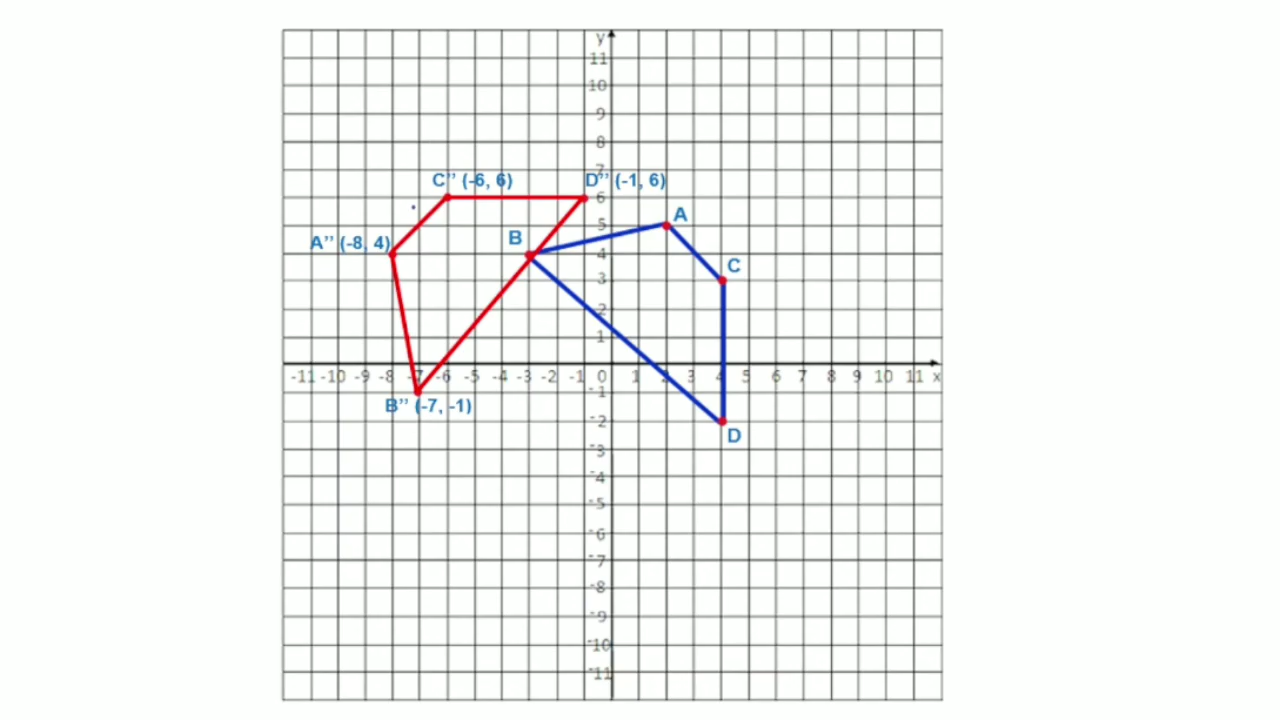 y
11
10
9
8
7
C'' (-6, 6)
D'' (-1, 6)
6
A
5
B
A'' (-8, 4)
4
C
3
2
1
-11 -10 -9 -8 -7 -6 -5 -4 -3 -2 -1 0 1 2 3 4 5 6 7 8 9 10 11 x
-1
B'' (-7, -1)
-2
D
-3
-4
-5
-6
-7
-8
-9
-10
-11